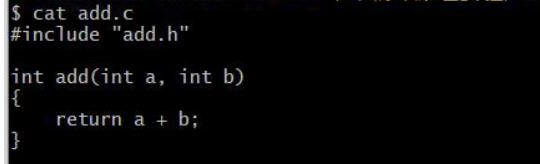 $ cat add.c
#include "add.h"

int add(int a, int b)
{
    return a + b;
}